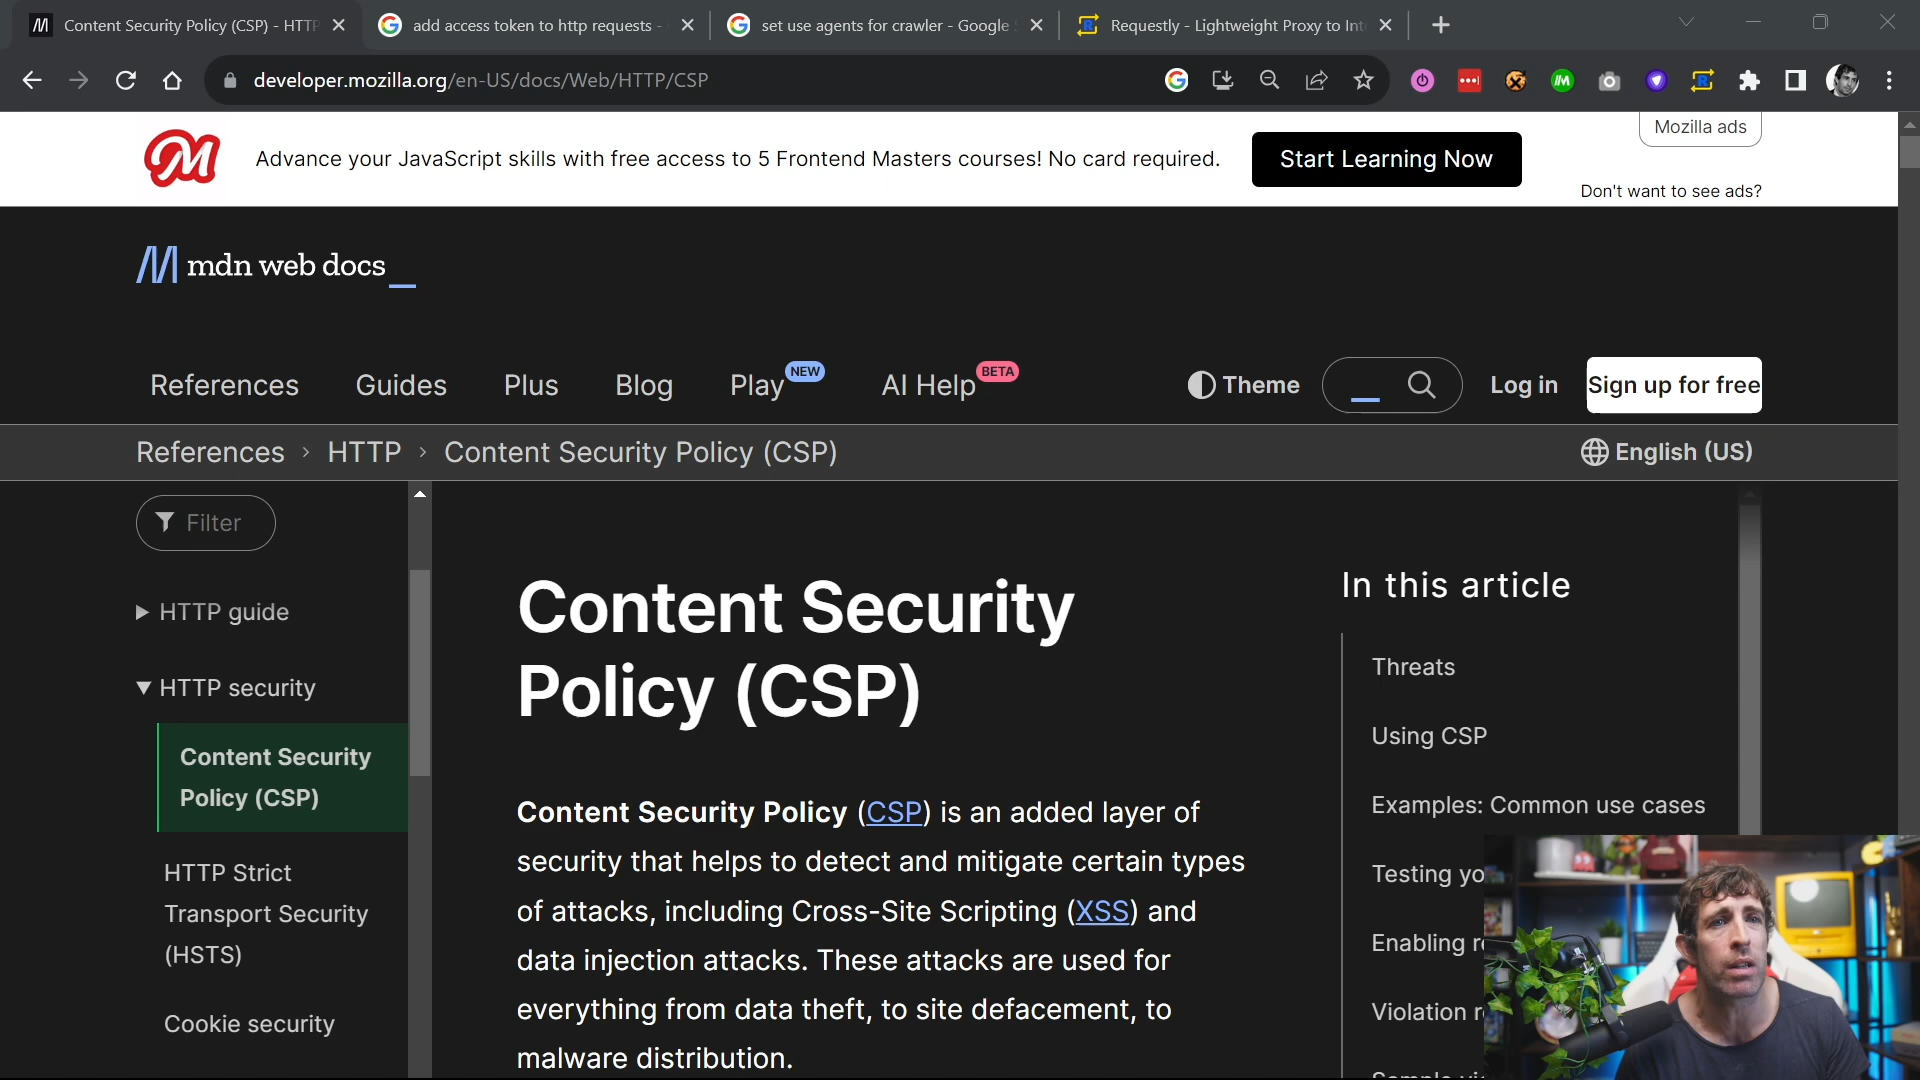 Content Security Policy (CSP) - HTTP
add access token to http requests -
set use agents for crawler - Google
Requestly - Lightweight Proxy to Int
developer.mozilla.org/en-US/docs/Web/HTTP/CSP
Mozilla ads
Advance your JavaScript skills with free access to 5 Frontend Masters courses! No card required.
Start Learning Now
Don't want to see ads?
mdn web docs
References
Guides
Plus
Blog
Play NEW
AI Help BETA
Theme
Log in
Sign up for free
References › HTTP › Content Security Policy (CSP)
English (US)
Filter
HTTP guide
HTTP security
Content Security
Policy (CSP)
HTTP Strict
Transport Security
(HSTS)
Cookie security
Content Security
Policy (CSP)
Content Security Policy (CSP) is an added layer of
security that helps to detect and mitigate certain types
of attacks, including Cross-Site Scripting (XSS) and
data injection attacks. These attacks are used for
everything from data theft, to site defacement, to
malware distribution.
In this article
Threats
Using CSP
Examples: Common use cases
Testing yo
Enabling
Violation